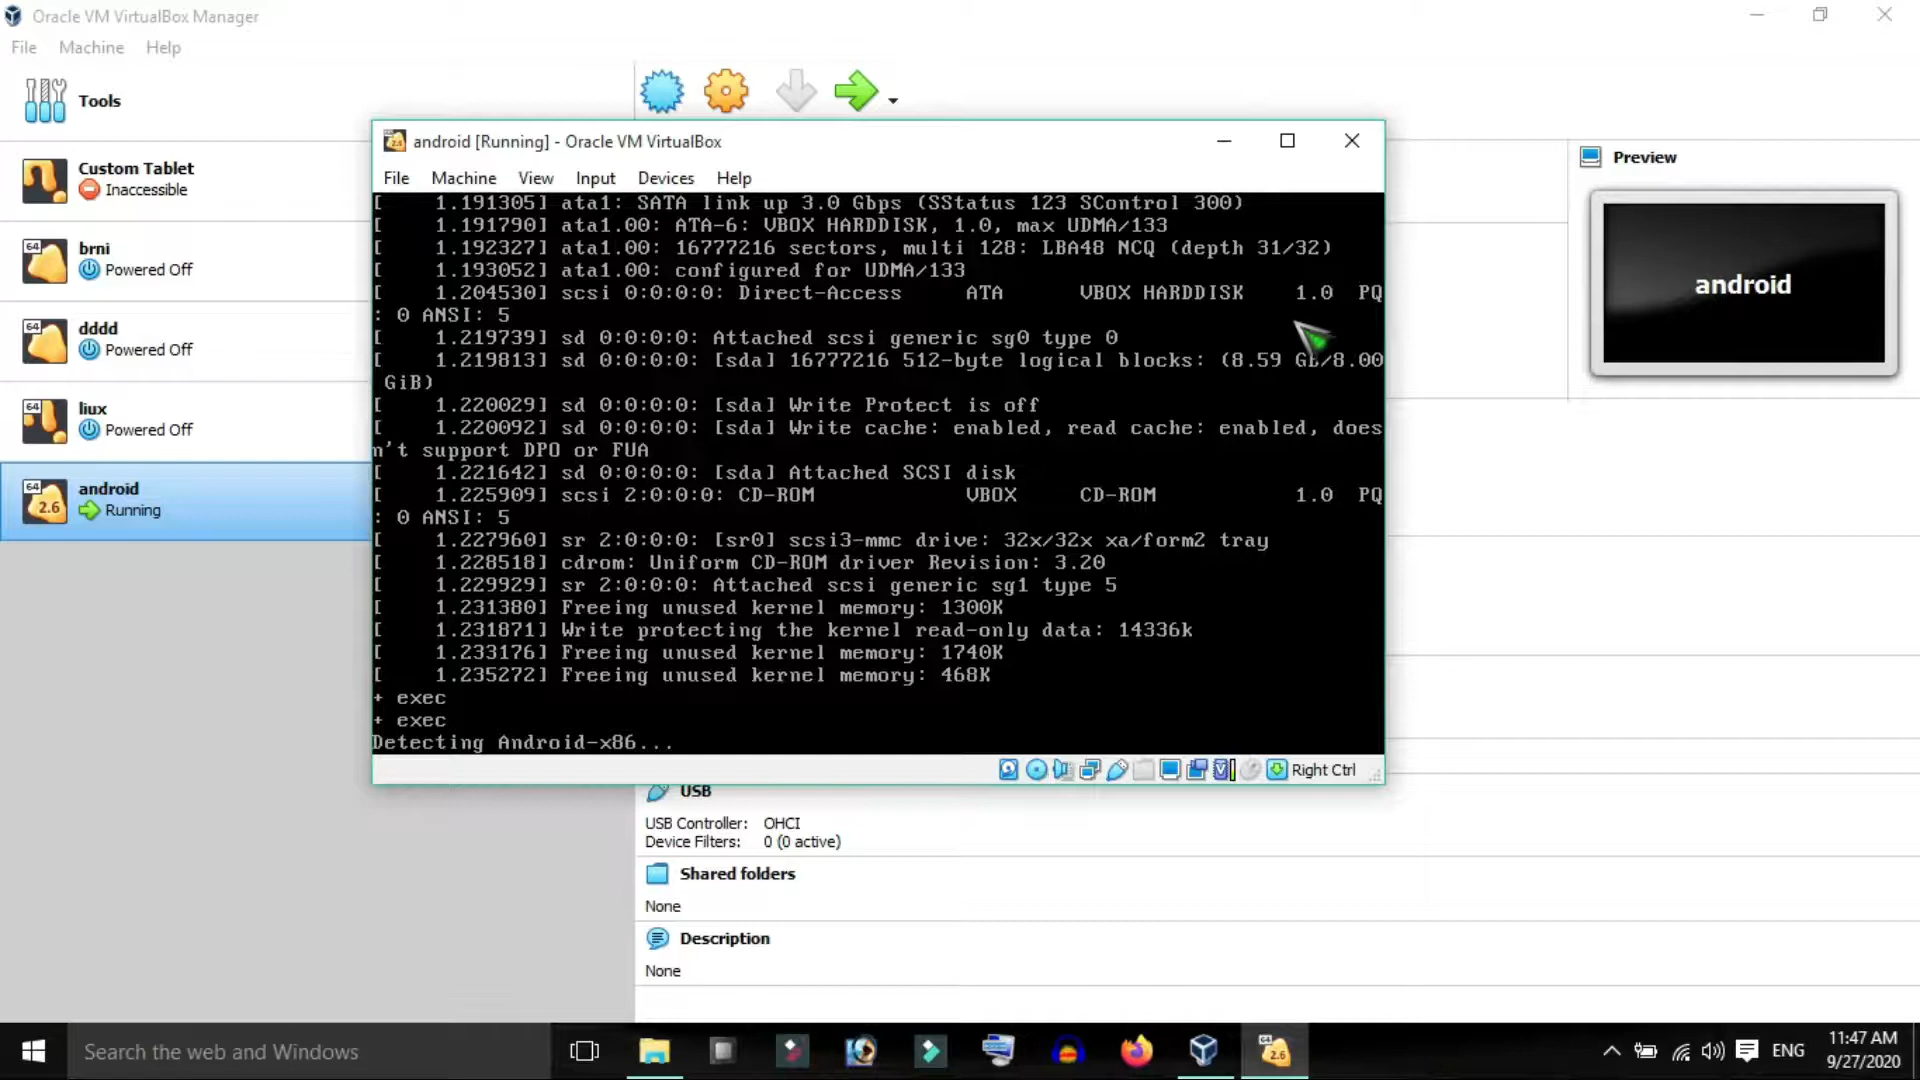 Oracle VM VirtualBox Manager
File Machine Help
Tools
Custom Tablet
Inaccessible
64
brni
Powered Off
64
dddd
Powered Off
64
liux
Powered Off
64
2.6
android
Running
android [Running] - Oracle VM VirtualBox
File Machine View Input Devices Help
[    1.191305] ata1: SATA link up 3.0 Gbps (SStatus 123 SControl 300)
[    1.191790] ata1.00: ATA-6: VBOX HARDDISK, 1.0, max UDMA/133
[    1.192327] ata1.00: 16777216 sectors, multi 128: LBA48 NCQ (depth 31/32)
[    1.193052] ata1.00: configured for UDMA/133
[    1.204530] scsi 0:0:0:0: Direct-Access     ATA      VBOX HARDDISK    1.0  PQ
: 0 ANSI: 5
[    1.219739] sd 0:0:0:0: Attached scsi generic sg0 type 0
[    1.219813] sd 0:0:0:0: [sda] 16777216 512-byte logical blocks: (8.59 GB/8.00
GiB)
[    1.220029] sd 0:0:0:0: [sda] Write Protect is off
[    1.220092] sd 0:0:0:0: [sda] Write cache: enabled, read cache: enabled, does
n't support DPO or FUA
[    1.221642] sd 0:0:0:0: [sda] Attached SCSI disk
[    1.225909] scsi 2:0:0:0: CD-ROM            VBOX     CD-ROM           1.0  PQ
: 0 ANSI: 5
[    1.227960] sr 2:0:0:0: [sr0] scsi3-mmc drive: 32x/32x xa/form2 tray
[    1.228518] cdrom: Uniform CD-ROM driver Revision: 3.20
[    1.229929] sr 2:0:0:0: Attached scsi generic sg1 type 5
[    1.231380] Freeing unused kernel memory: 1300K
[    1.231871] Write protecting the kernel read-only data: 14336k
[    1.233176] Freeing unused kernel memory: 1740K
[    1.235272] Freeing unused kernel memory: 468K
+ exec
+ exec
Detecting Android-x86...
Right Ctrl
Preview
android
USB
USB Controller: OHCI
Device Filters: 0 (0 active)
Shared folders
None
Description
None
Search the web and Windows
64
2.6
ENG
11:47 AM
9/27/2020